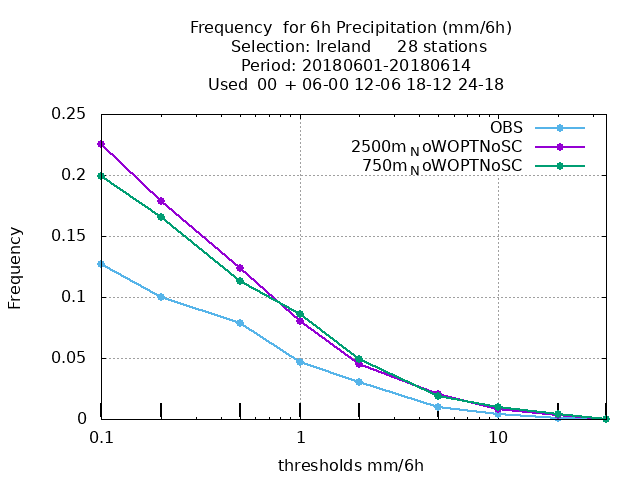 Frequency  for 6h Precipitation (mm/6h)
Selection: Ireland     28 stations
Period: 20180601-20180614
Used  00  + 06-00 12-06 18-12 24-18
0.25
0.2
0.15
0.1
0.05
0
Frequency
OBS
2500m_NoWOPTNoSC
750m_NoWOPTNoSC
0.1
1
10
thresholds mm/6h